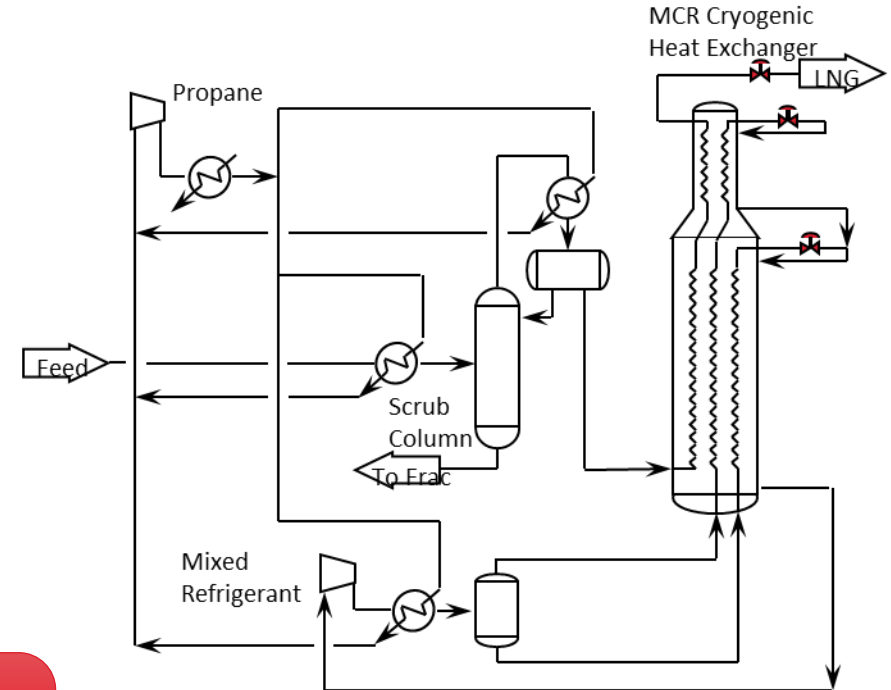 MCR Cryogenic
Heat Exchanger
LNG
Propane
Feed
Scrub
Column
To Frac
Mixed
Refrigerant